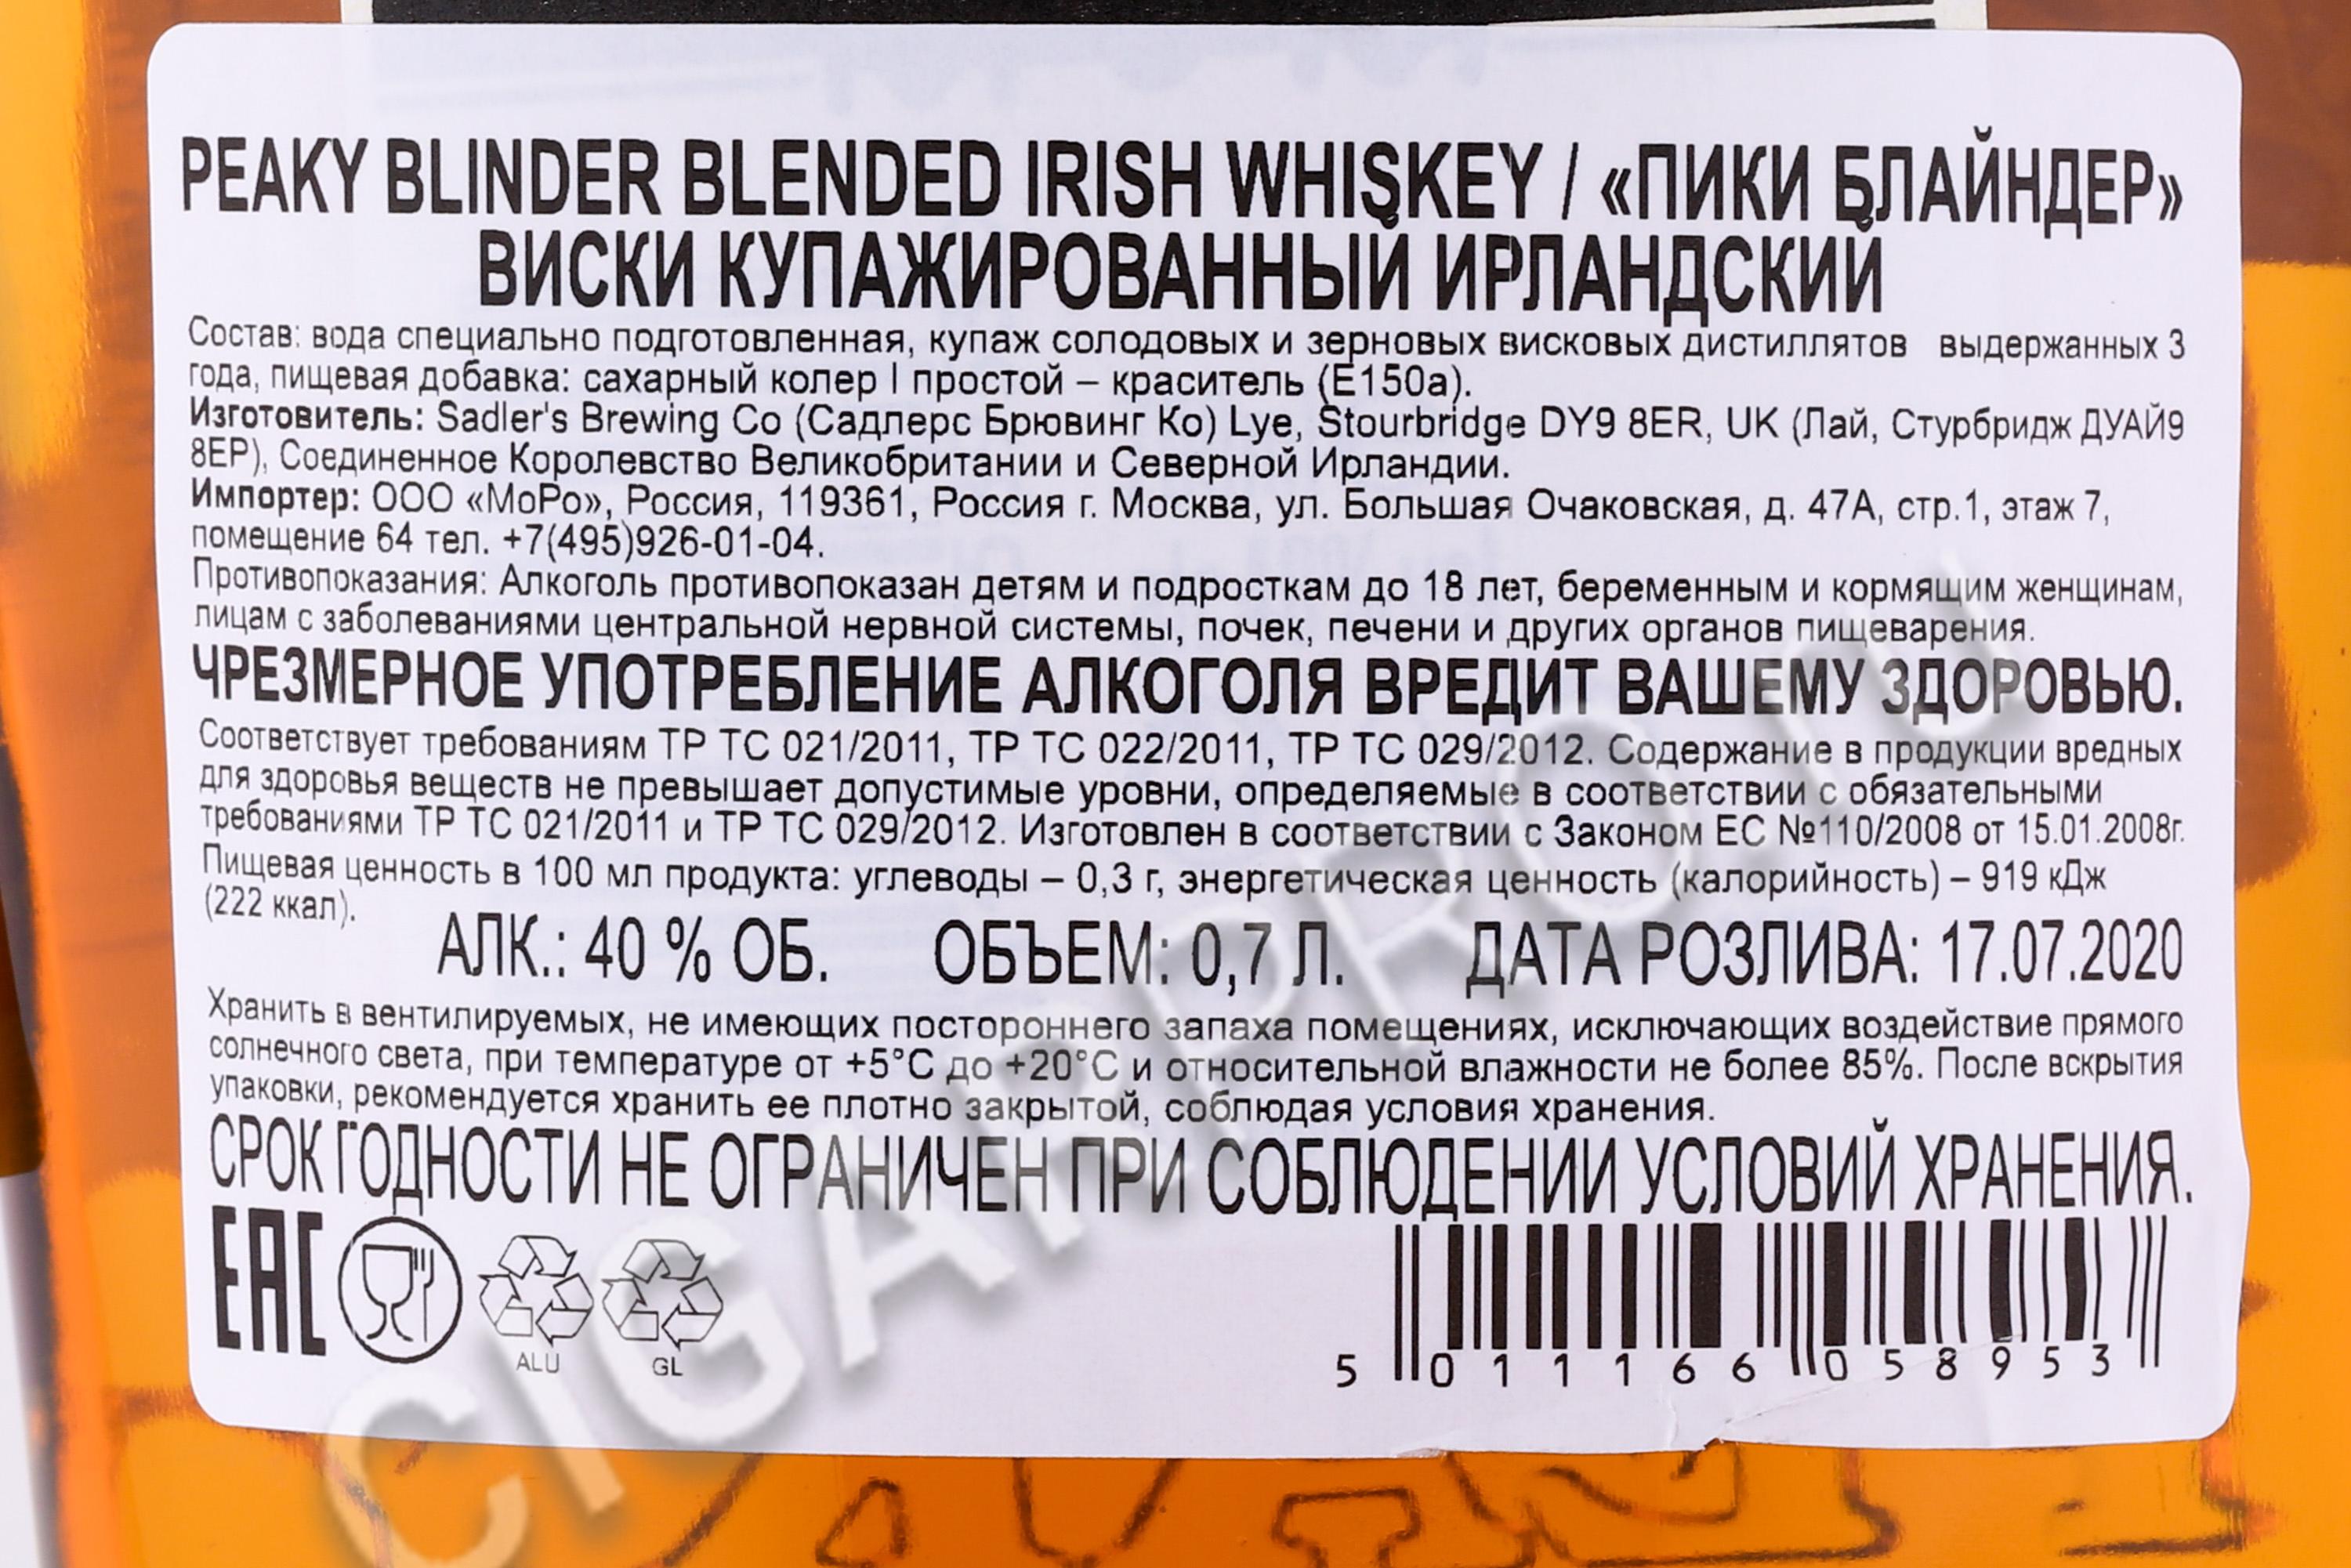 PEAKY BLINDER BLENDED IRISH WHISKEY / «ПИКИ БЛАЙНДЕР»
ВИСКИ КУПАЖИРОВАННЫЙ ИРЛАНДСКИЙ
Состав: вода специально подготовленная, купаж солодовых и зерновых висковых дистиллятов выдержанных 3
года, пищевая добавка: сахарный колер I простой – краситель (E150a).
Изготовитель: Sadler's Brewing Co (Садлерс Брювинг Ко) Lye, Stourbridge DY9 8ER, UK (Лай, Стурбридж ДУАЙ9
8ЕР), Соединенное Королевство Великобритании и Северной Ирландии.
Импортер: ООО «МоРо», Россия, 119361, Россия г. Москва, ул. Большая Очаковская, д. 47А, стр.1, этаж 7,
помещение 64 тел. +7(495)926-01-04.
Противопоказания: Алкоголь противопоказан детям и подросткам до 18 лет, беременным и кормящим женщинам,
лицам с заболеваниями центральной нервной системы, почек, печени и других органов пищеварения.
ЧРЕЗМЕРНОЕ УПОТРЕБЛЕНИЕ АЛКОГОЛЯ ВРЕДИТ ВАШЕМУ ЗДОРОВЬЮ.
Соответствует требованиям ТР ТС 021/2011, ТР ТС 022/2011, ТР ТС 029/2012. Содержание в продукции вредных
для здоровья веществ не превышает допустимые уровни, определяемые в соответствии с обязательными
требованиями ТР ТС 021/2011 и ТР ТС 029/2012. Изготовлен в соответствии с Законом ЕС №110/2008 от 15.01.2008г.
Пищевая ценность в 100 мл продукта: углеводы – 0,3 г, энергетическая ценность (калорийность) – 919 кДж
(222 ккал).
АЛК.: 40 % ОБ. ОБЪЕМ: 0,7 Л. ДАТА РОЗЛИВА: 17.07.2020
Хранить в вентилируемых, не имеющих постороннего запаха помещениях, исключающих воздействие прямого
солнечного света, при температуре от +5°C до +20°C и относительной влажности не более 85%. После вскрытия
упаковки, рекомендуется хранить ее плотно закрытой, соблюдая условия хранения.
СРОК ГОДНОСТИ НЕ ОГРАНИЧЕН ПРИ СОБЛЮДЕНИИ УСЛОВИЙ ХРАНЕНИЯ.
EAC
ALU GL
5 011166 058953
CIGARPRO.ru